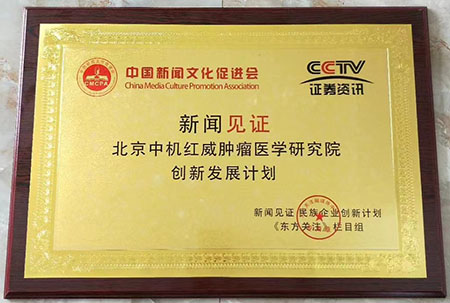 中国新闻文化促进会
China Media Culture Promotion Association
CMCPA
CCTV
证券资讯
新闻见证
北京中机红威肿瘤医学研究院
创新发展计划
新闻见证 民族企业创新计划
《东方关注》栏目组